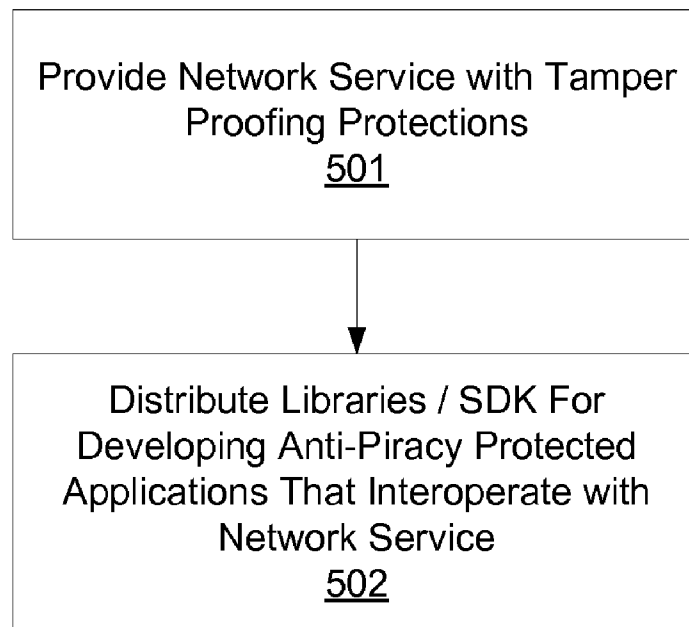 Provide Network Service with Tamper
Proofing Protections
501
Distribute Libraries / SDK For
Developing Anti-Piracy Protected
Applications That Interoperate with
Network Service
502